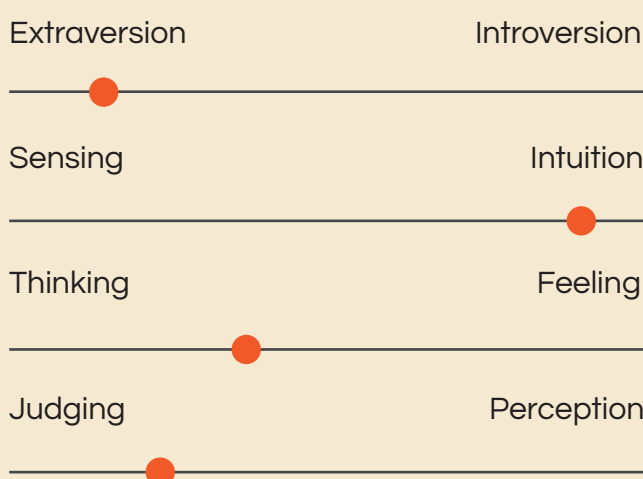 Extraversion Introversion
Sensing Intuition
Thinking Feeling
Judging Perception